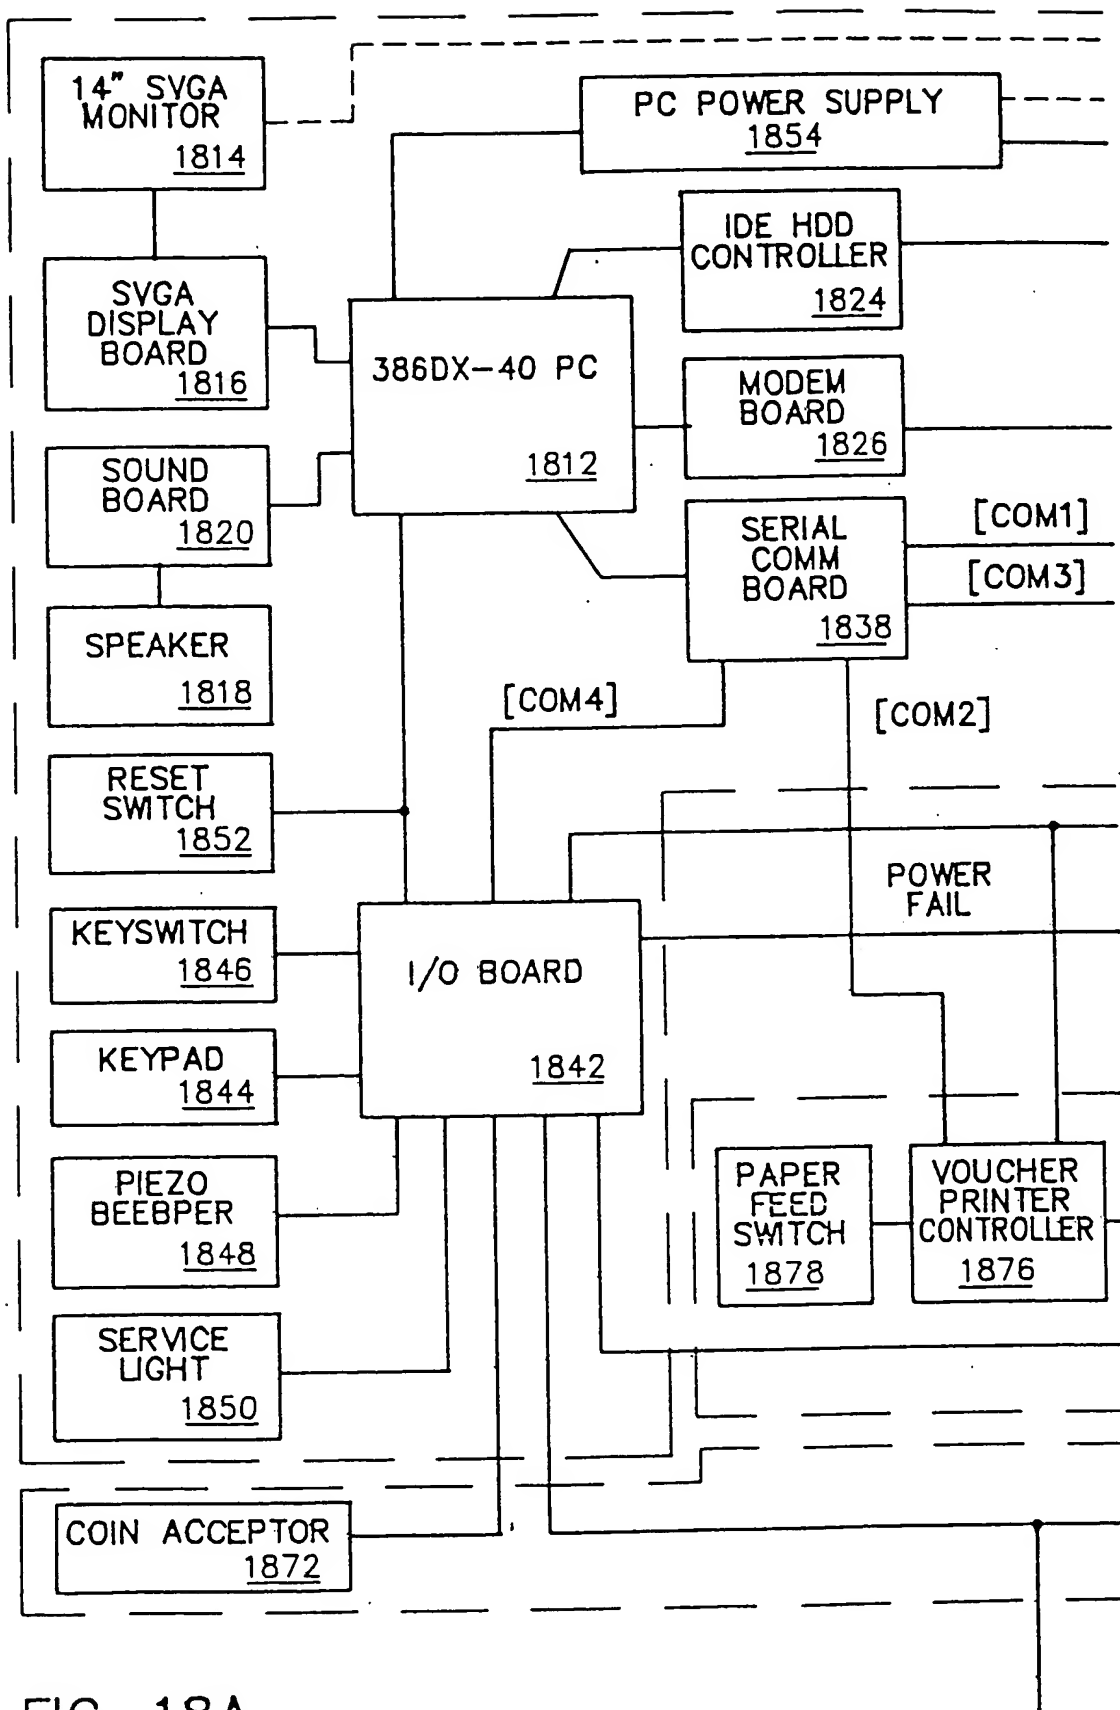 14" SVGA
MONITOR
1814
PC POWER SUPPLY
1854
IDE HDD
CONTROLLER
1824
SVGA
DISPLAY
BOARD
1816
386DX-40 PC
1812
MODEM
BOARD
1826
SOUND
BOARD
1820
SERIAL
COMM
BOARD
1838
[COM1]
[COM3]
SPEAKER
1818
[COM4]
[COM2]
RESET
SWITCH
1852
POWER
FAIL
KEYSWITCH
1846
I/O BOARD
1842
KEYPAD
1844
PIEZO
BEEBPER
1848
PAPER
FEED
SWITCH
1878
VOUCHER
PRINTER
CONTROLLER
1876
SERVICE
LIGHT
1850
COIN ACCEPTOR
1872
FIG. 18A